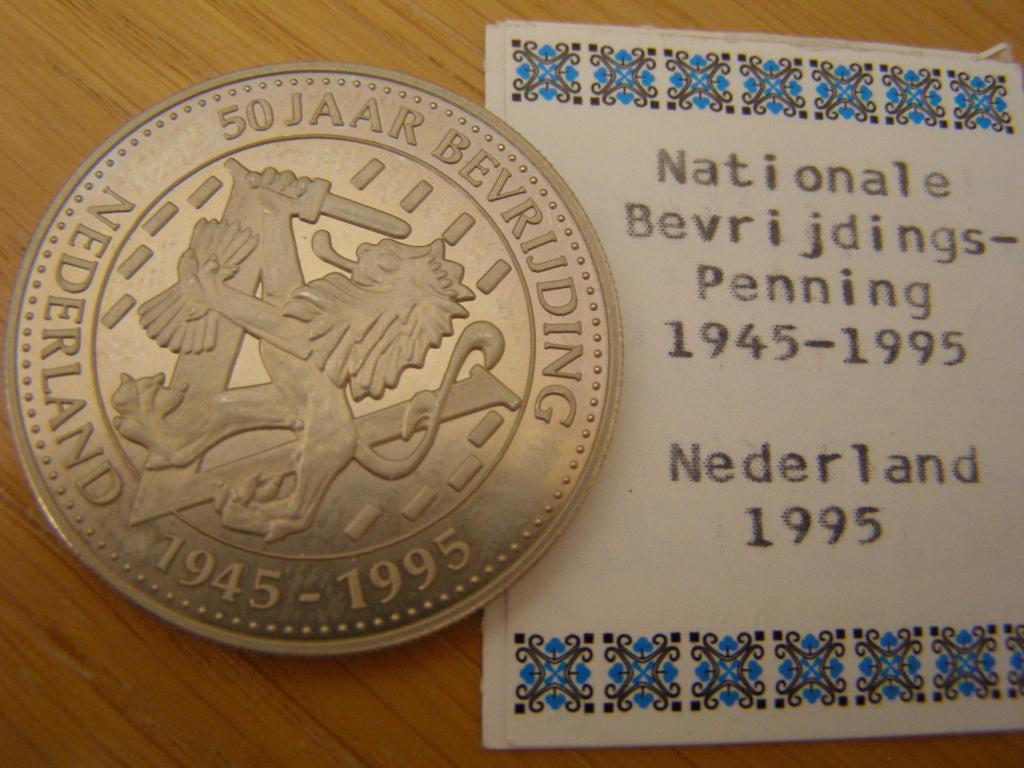 50 JAAR BEVRIJDING
NEDERLAND
1945-1995
Nationale
Bevrijdings-
Penning
1945-1995
Nederland
1995